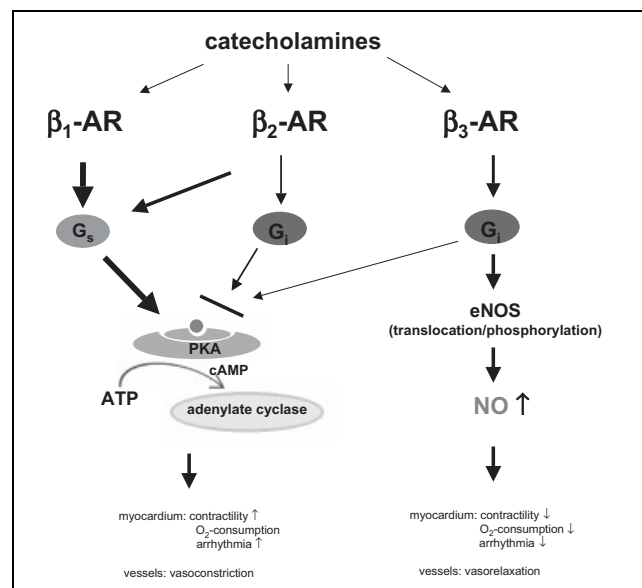 catecholamines
β₁-AR β₂-AR β₃-AR
Gₛ Gᵢ Gᵢ
eNOS
(translocation/phosphorylation)
PKA
cAMP
ATP
adenylate cyclase
NO ↑
myocardium: contractility ↑
O₂-consumption
arrhythmia ↑
vessels: vasoconstriction
myocardium: contractility ↓
O₂-consumption ↓
arrhythmia ↓
vessels: vasorelaxation